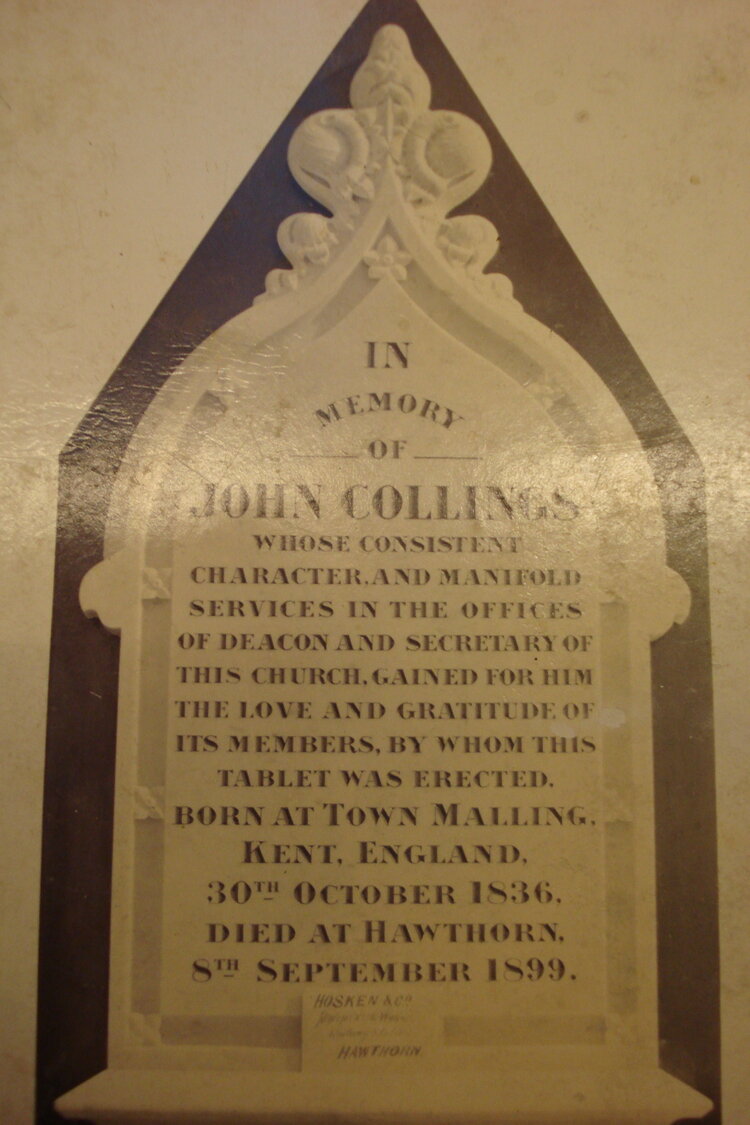 IN
MEMORY
OF
JOHN COLLINGS
WHOSE CONSISTENT
CHARACTER, AND MANIFOLD
SERVICES IN THE OFFICES
OF DEACON AND SECRETARY OF
THIS CHURCH, GAINED FOR HIM
THE LOVE AND GRATITUDE OF
ITS MEMBERS, BY WHOM THIS
TABLET WAS ERECTED.
BORN AT TOWN MALLING,
KENT, ENGLAND,
30TH OCTOBER 1836.
DIED AT HAWTHORN,
8TH SEPTEMBER 1899.
HOSKEN & Co
HAWTHORN